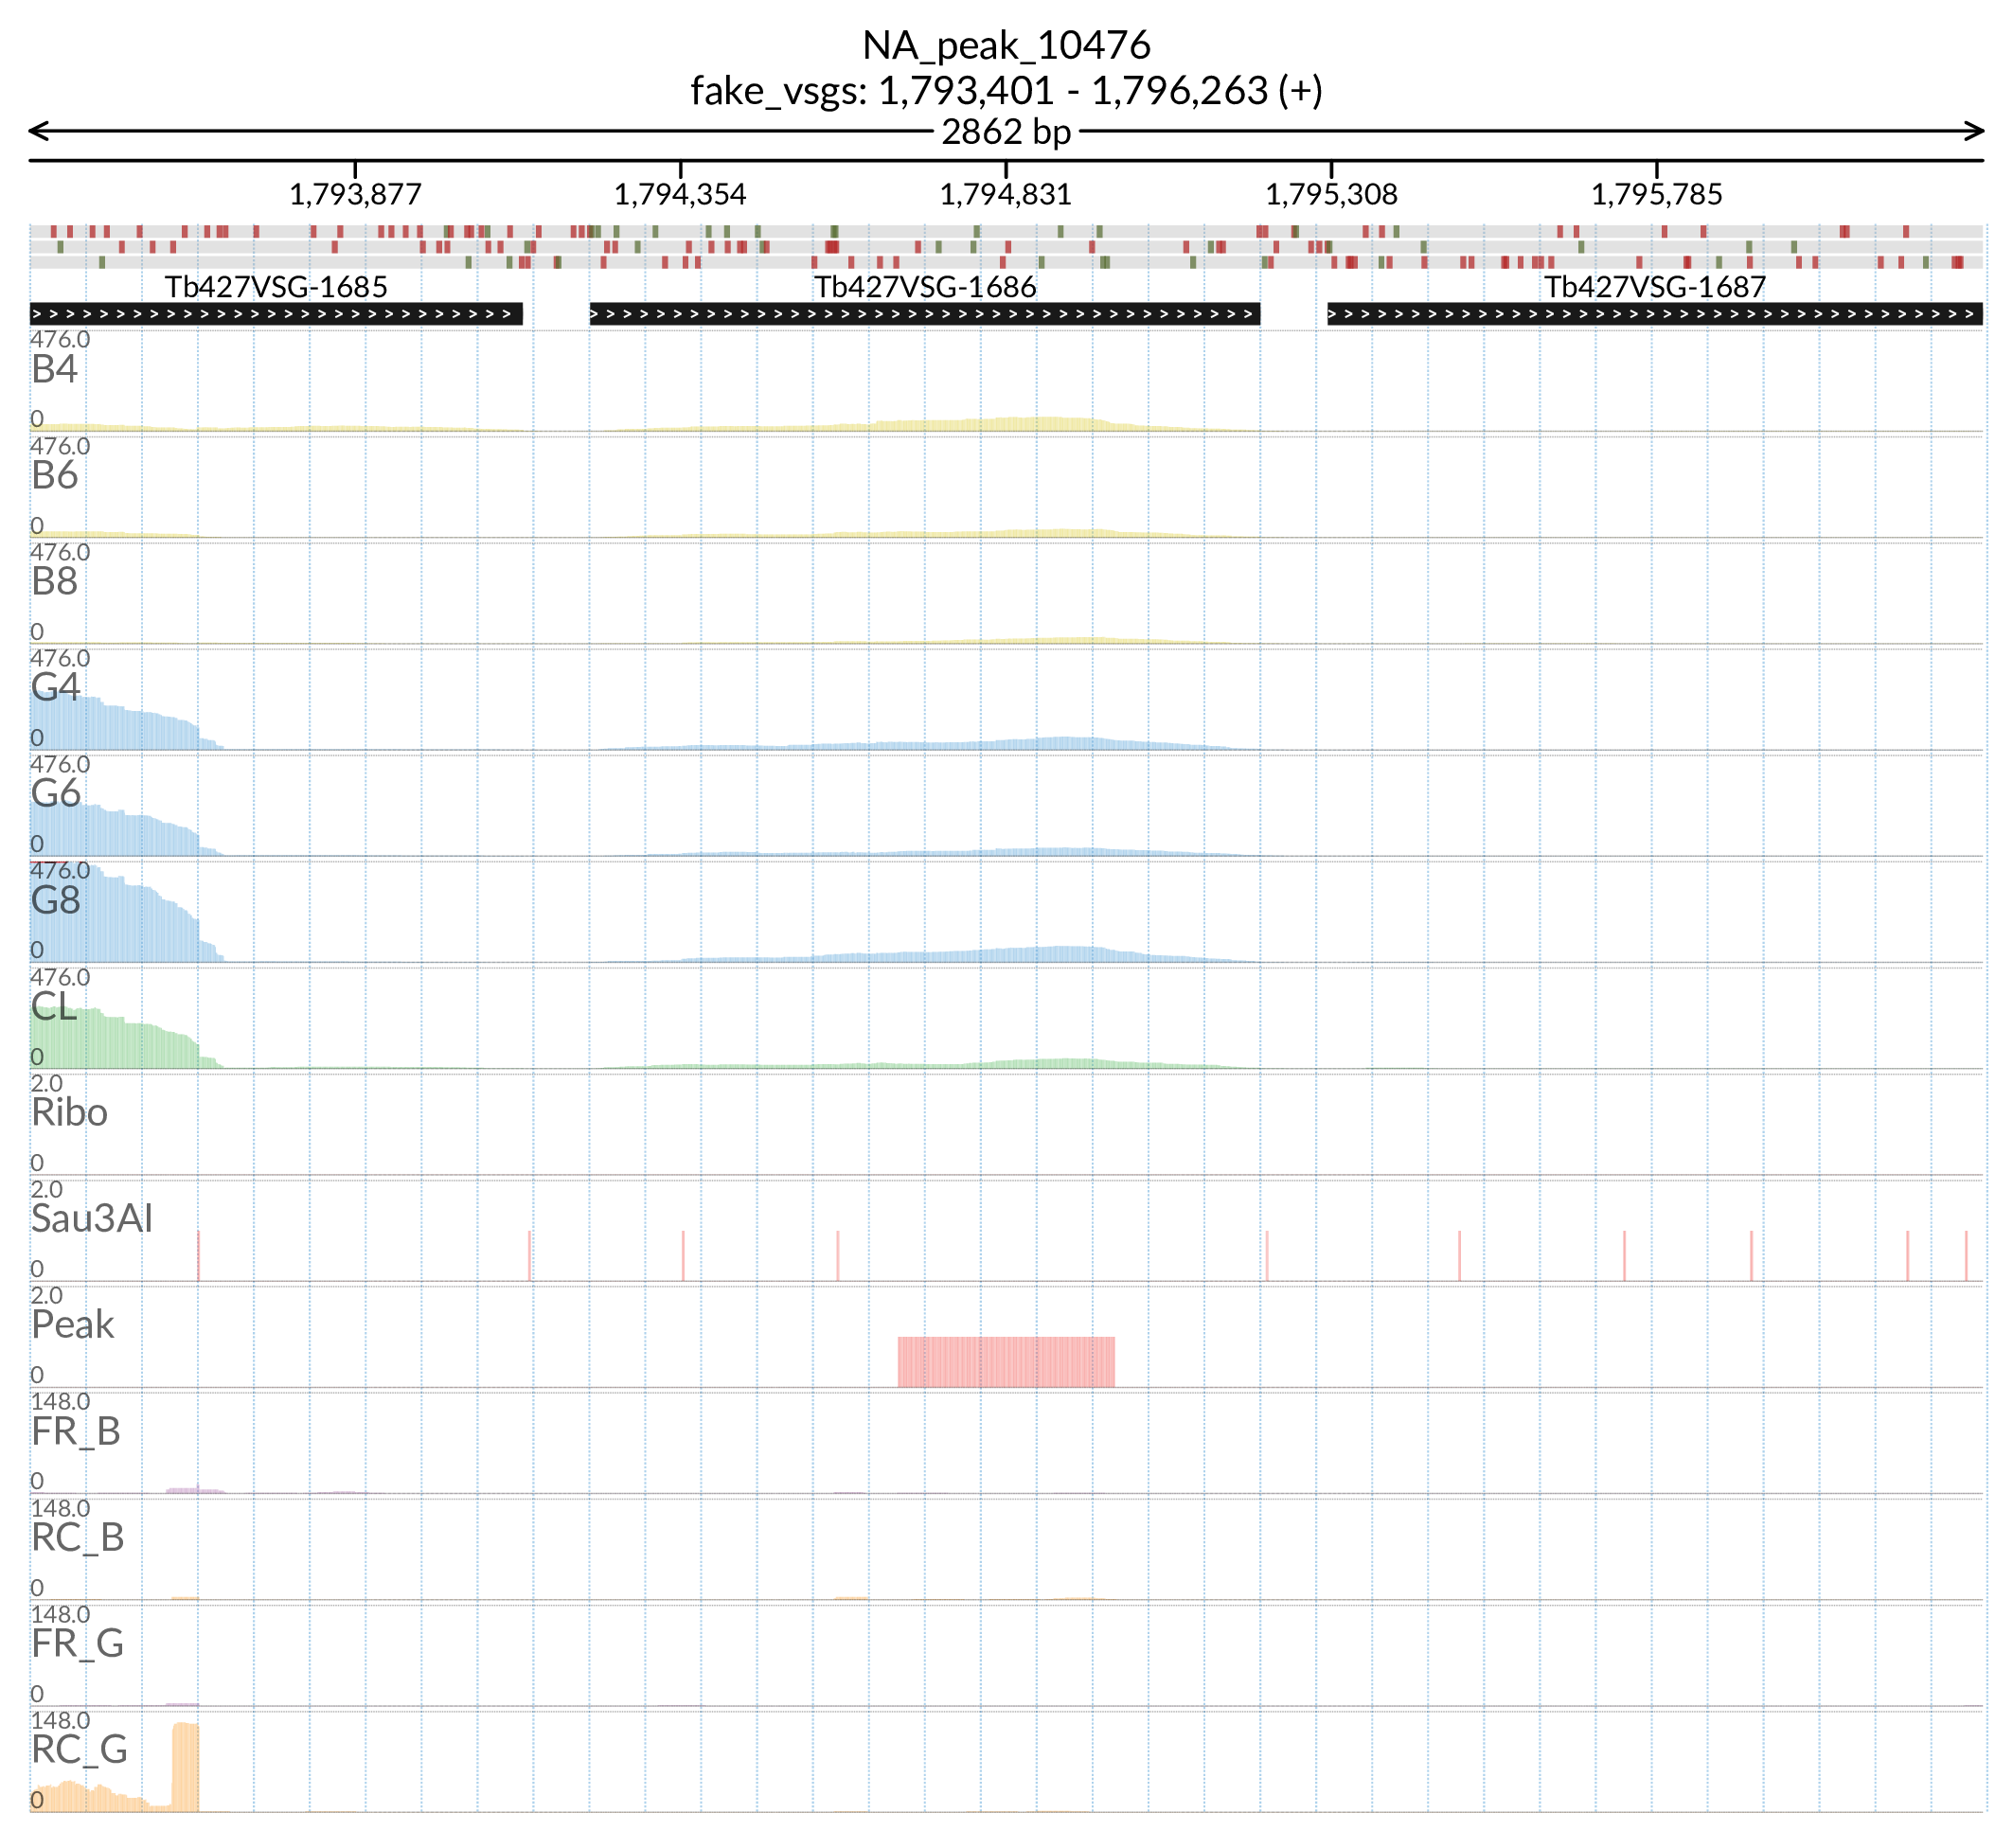 NA_peak_10476
fake_vsgs: 1,793,401 - 1,796,263 (+)
2862 bp
1,793,877 1,794,354 1,794,831 1,795,308 1,795,785
Tb427VSG-1685 Tb427VSG-1686 Tb427VSG-1687
476.0
B4
0
476.0
B6
0
476.0
B8
0
476.0
G4
0
476.0
G6
0
476.0
G8
0
476.0
CL
0
2.0
Ribo
0
2.0
Sau3AI
0
2.0
Peak
0
148.0
FR_B
0
148.0
RC_B
0
148.0
FR_G
0
148.0
RC_G
0